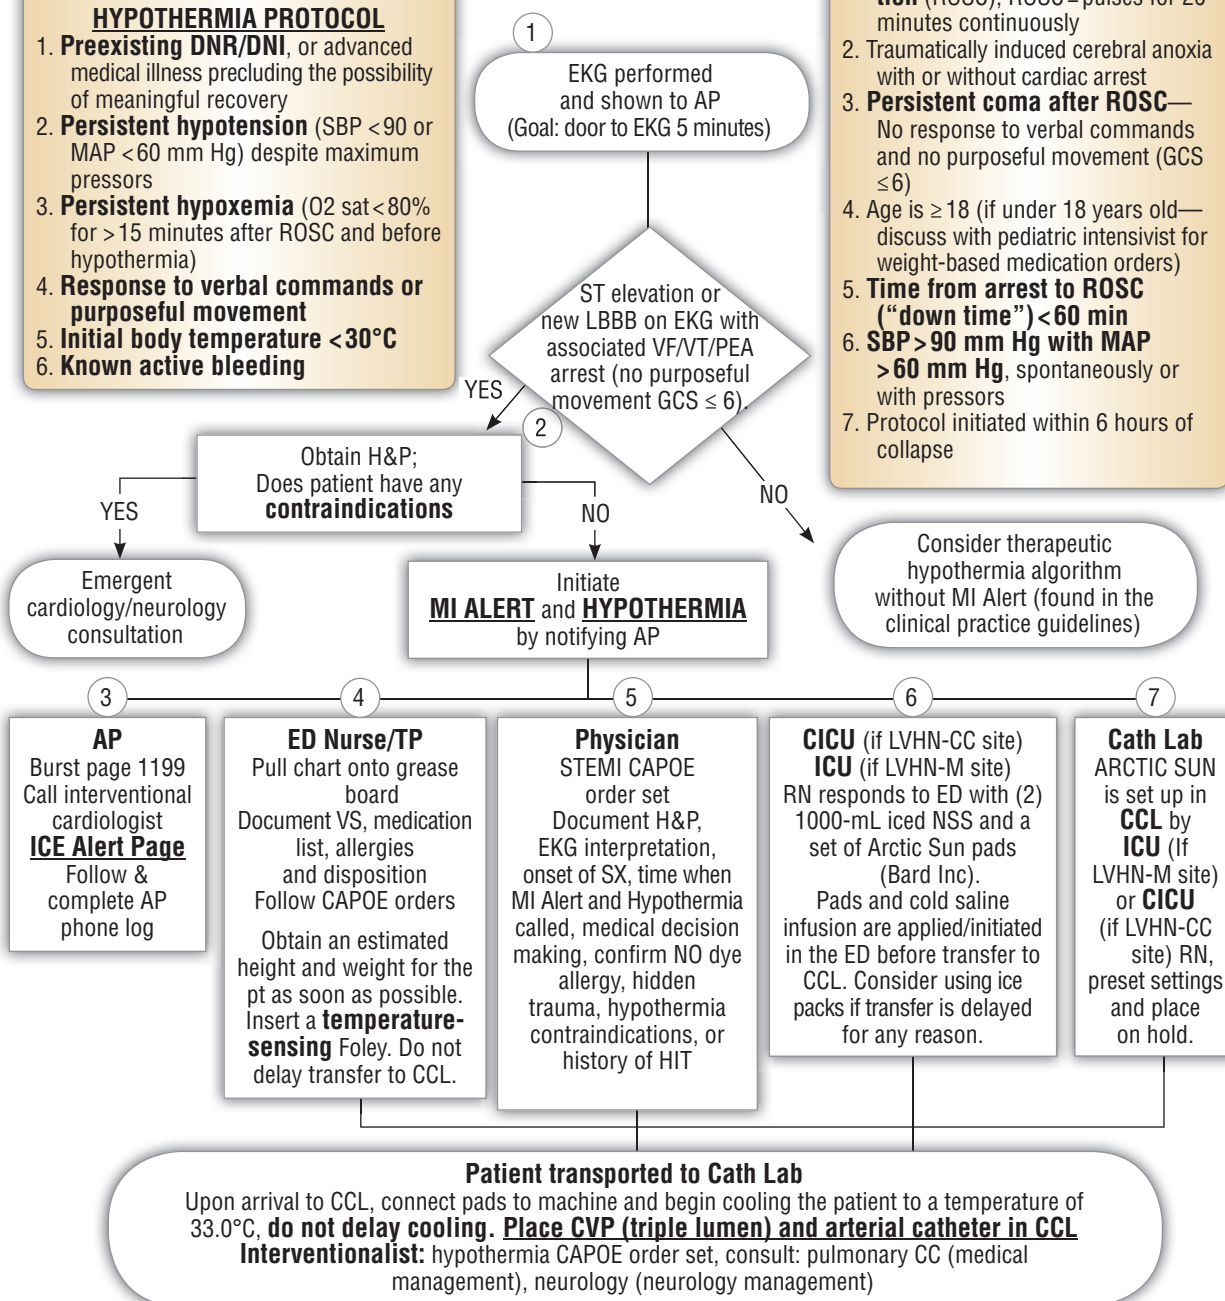 HYPOTHERMIA PROTOCOL
1. Preexisting DNR/DNI, or advanced
medical illness precluding the possibility
of meaningful recovery
2. Persistent hypotension (SBP <90 or
MAP <60 mm Hg) despite maximum
pressors
3. Persistent hypoxemia (O2 sat<80%
for >15 minutes after ROSC and before
hypothermia)
4. Response to verbal commands or
purposeful movement
5. Initial body temperature <30°C
6. Known active bleeding
1
EKG performed
and shown to AP
(Goal: door to EKG 5 minutes)
tion (ROSC), ROSC=pulses for 20
minutes continuously
2. Traumatically induced cerebral anoxia
with or without cardiac arrest
3. Persistent coma after ROSC—
No response to verbal commands
and no purposeful movement (GCS
≤6)
4. Age is ≥18 (if under 18 years old—
discuss with pediatric intensivist for
weight-based medication orders)
5. Time from arrest to ROSC
(“down time”)<60 min
6. SBP>90 mm Hg with MAP
>60 mm Hg, spontaneously or
with pressors
7. Protocol initiated within 6 hours of
collapse
ST elevation or
new LBBB on EKG with
associated VF/VT/PEA
arrest (no purposeful
movement GCS ≤ 6).
YES
NO
2
Obtain H&P;
Does patient have any
contraindications
YES
NO
Emergent
cardiology/neurology
consultation
Initiate
MI ALERT and HYPOTHERMIA
by notifying AP
Consider therapeutic
hypothermia algorithm
without MI Alert (found in the
clinical practice guidelines)
3
AP
Burst page 1199
Call interventional
cardiologist
ICE Alert Page
Follow &
complete AP
phone log
4
ED Nurse/TP
Pull chart onto grease
board
Document VS, medication
list, allergies
and disposition
Follow CAPOE orders
Obtain an estimated
height and weight for the
pt as soon as possible.
Insert a temperature-
sensing Foley. Do not
delay transfer to CCL.
5
Physician
STEMI CAPOE
order set
Document H&P,
EKG interpretation,
onset of SX, time when
MI Alert and Hypothermia
called, medical decision
making, confirm NO dye
allergy, hidden
trauma, hypothermia
contraindications, or
history of HIT
6
CICU (if LVHN-CC site)
ICU (if LVHN-M site)
RN responds to ED with (2)
1000-mL iced NSS and a
set of Arctic Sun pads
(Bard Inc).
Pads and cold saline
infusion are applied/initiated
in the ED before transfer to
CCL. Consider using ice
packs if transfer is delayed
for any reason.
7
Cath Lab
ARCTIC SUN
is set up in
CCL by
ICU (If
LVHN-M site)
or CICU
(if LVHN-CC
site) RN,
preset settings
and place
on hold.
Patient transported to Cath Lab
Upon arrival to CCL, connect pads to machine and begin cooling the patient to a temperature of
33.0°C, do not delay cooling. Place CVP (triple lumen) and arterial catheter in CCL
Interventionalist: hypothermia CAPOE order set, consult: pulmonary CC (medical
management), neurology (neurology management)